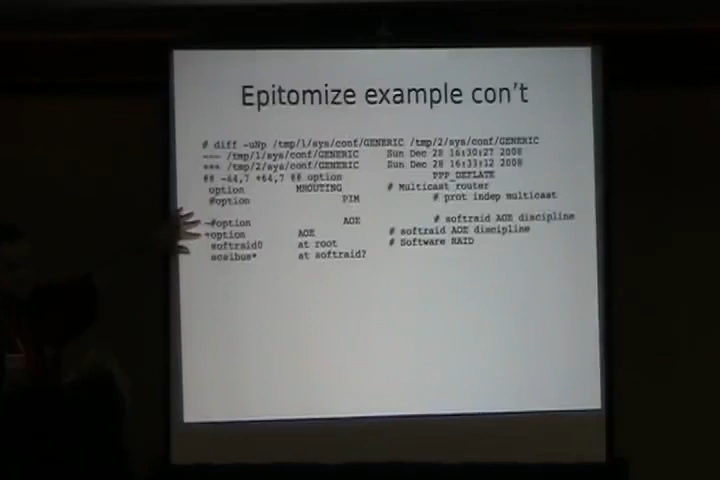 Epitomize example con't
# diff -uNp /tmp/1/sys/conf/GENERIC /tmp/2/sys/conf/GENERIC
--- /tmp/1/sys/conf/GENERIC Sun Dec 28 16:30:27 2008
+++ /tmp/2/sys/conf/GENERIC Sun Dec 28 16:33:12 2008
@@ -64,7 +64,7 @@ option PPP_DEFLATE
option MROUTING # Multicast router
#option PIM # prot indep multicast
-#option AOE # softraid AOE discipline
+option AOE # softraid AOE discipline
softraid0 at root # Software RAID
scsibus* at softraid?